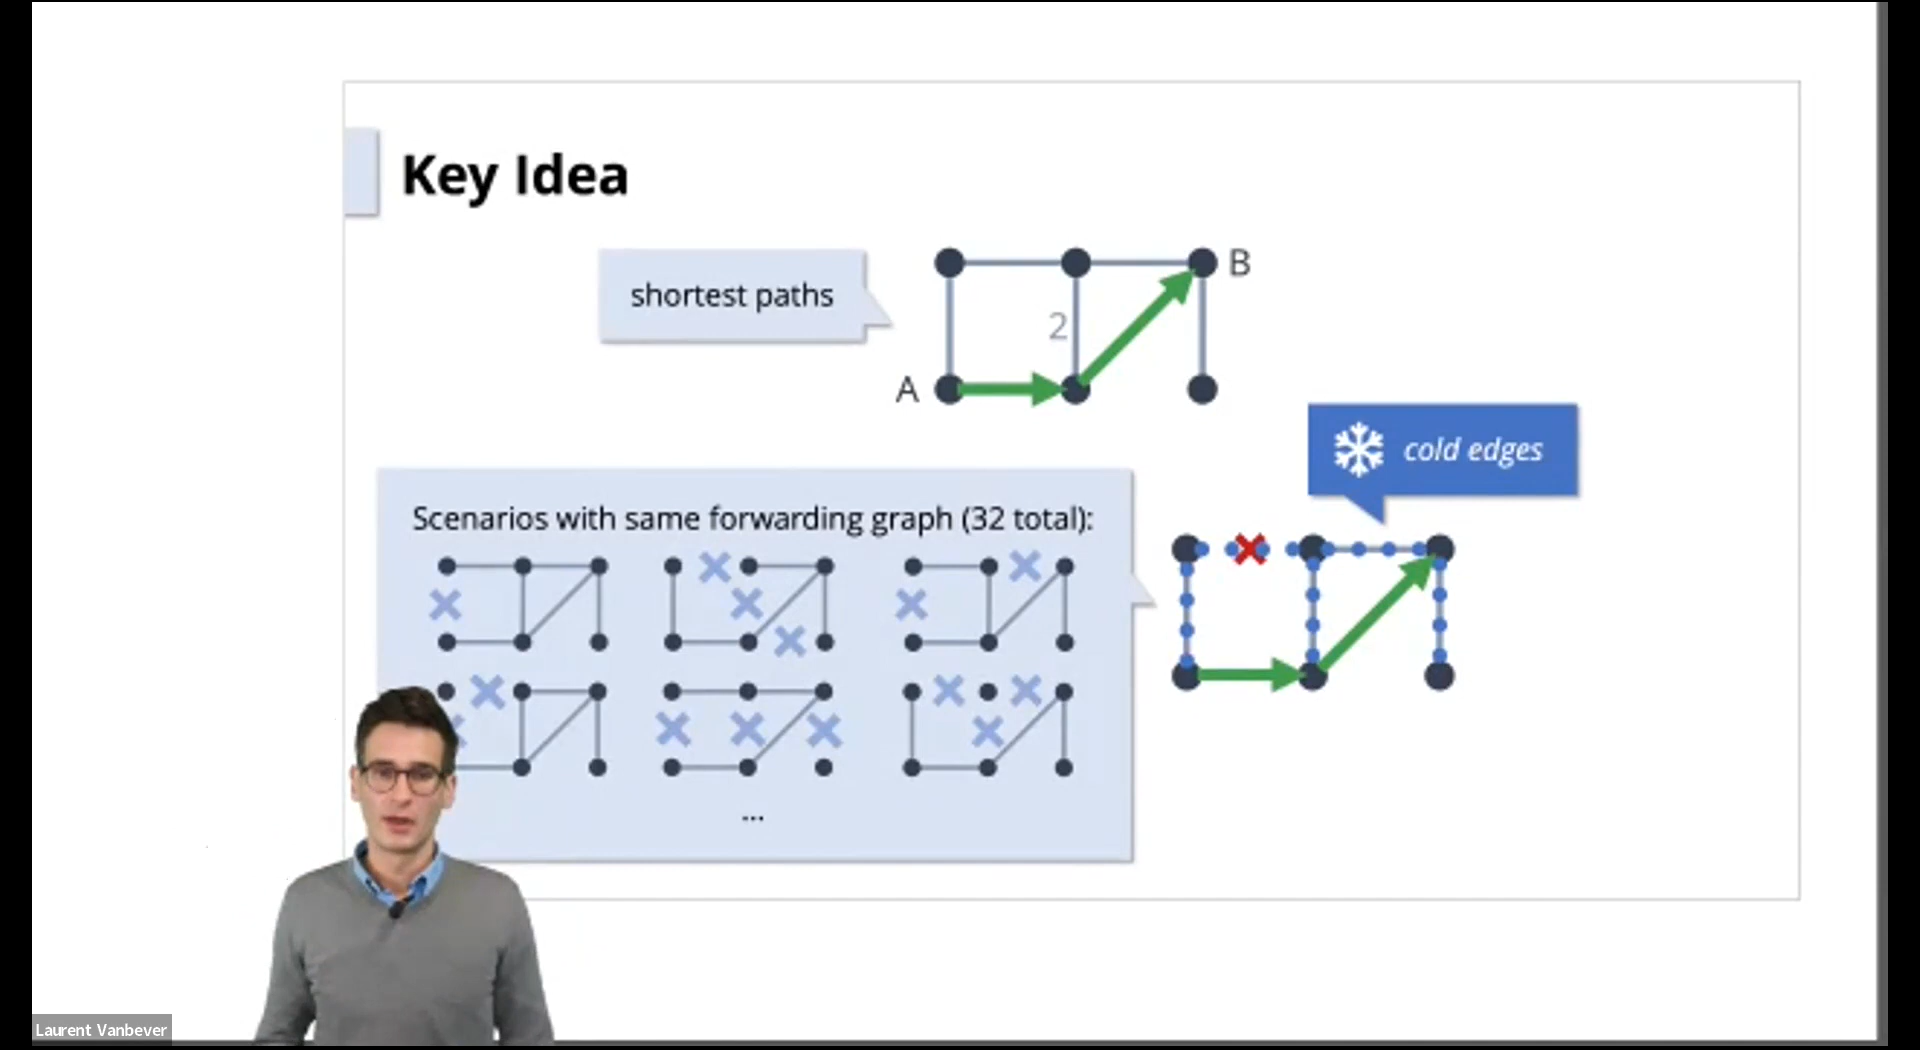 Key Idea
shortest paths
B
2
A
cold edges
Scenarios with same forwarding graph (32 total):
...
Laurent Vanbever